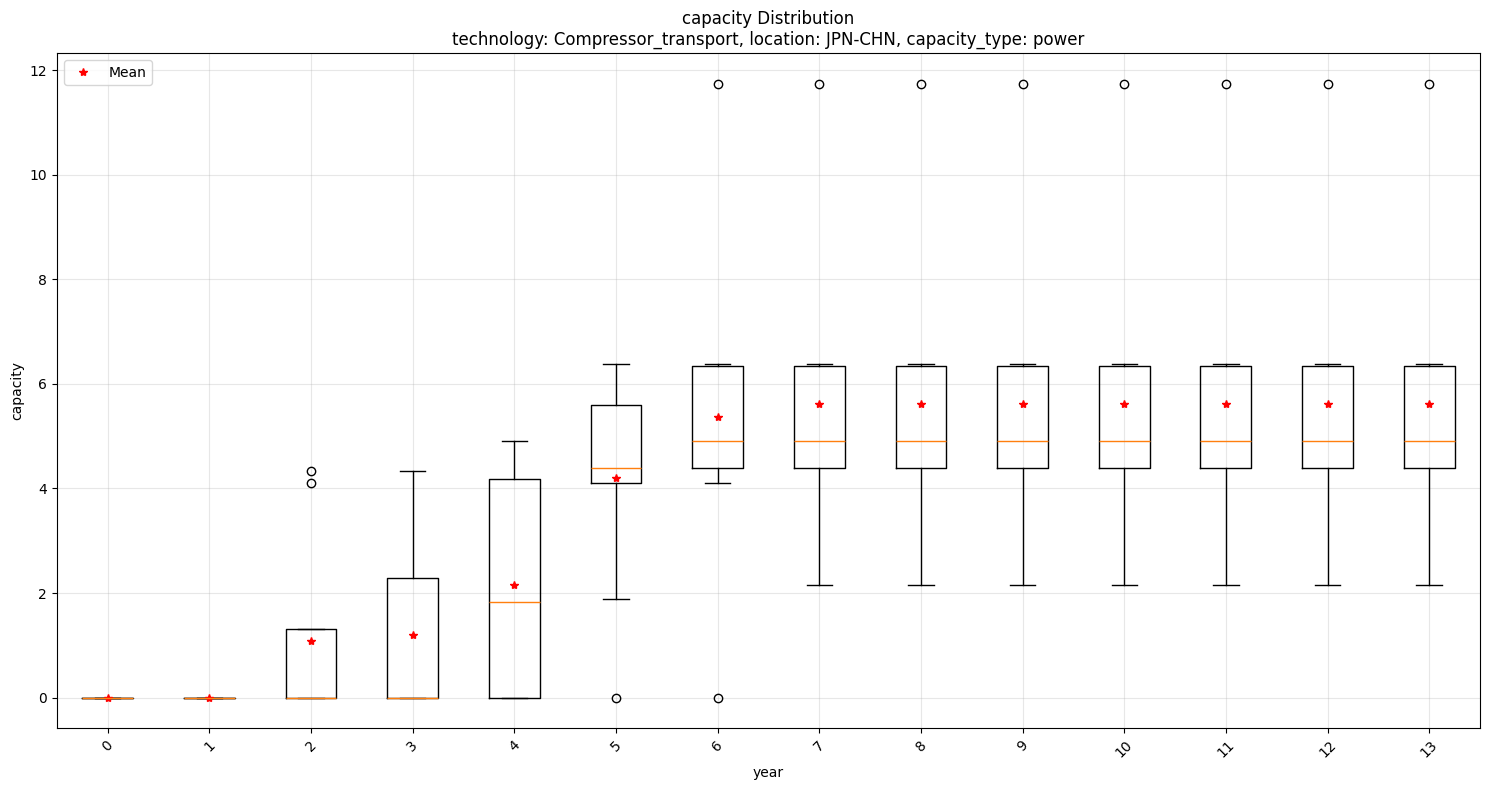 capacity Distribution
technology: Compressor_transport, location: JPN-CHN, capacity_type: power
Mean
12
10
8
6
4
2
0
capacity
0 1 2 3 4 5 6 7 8 9 10 11 12 13
year